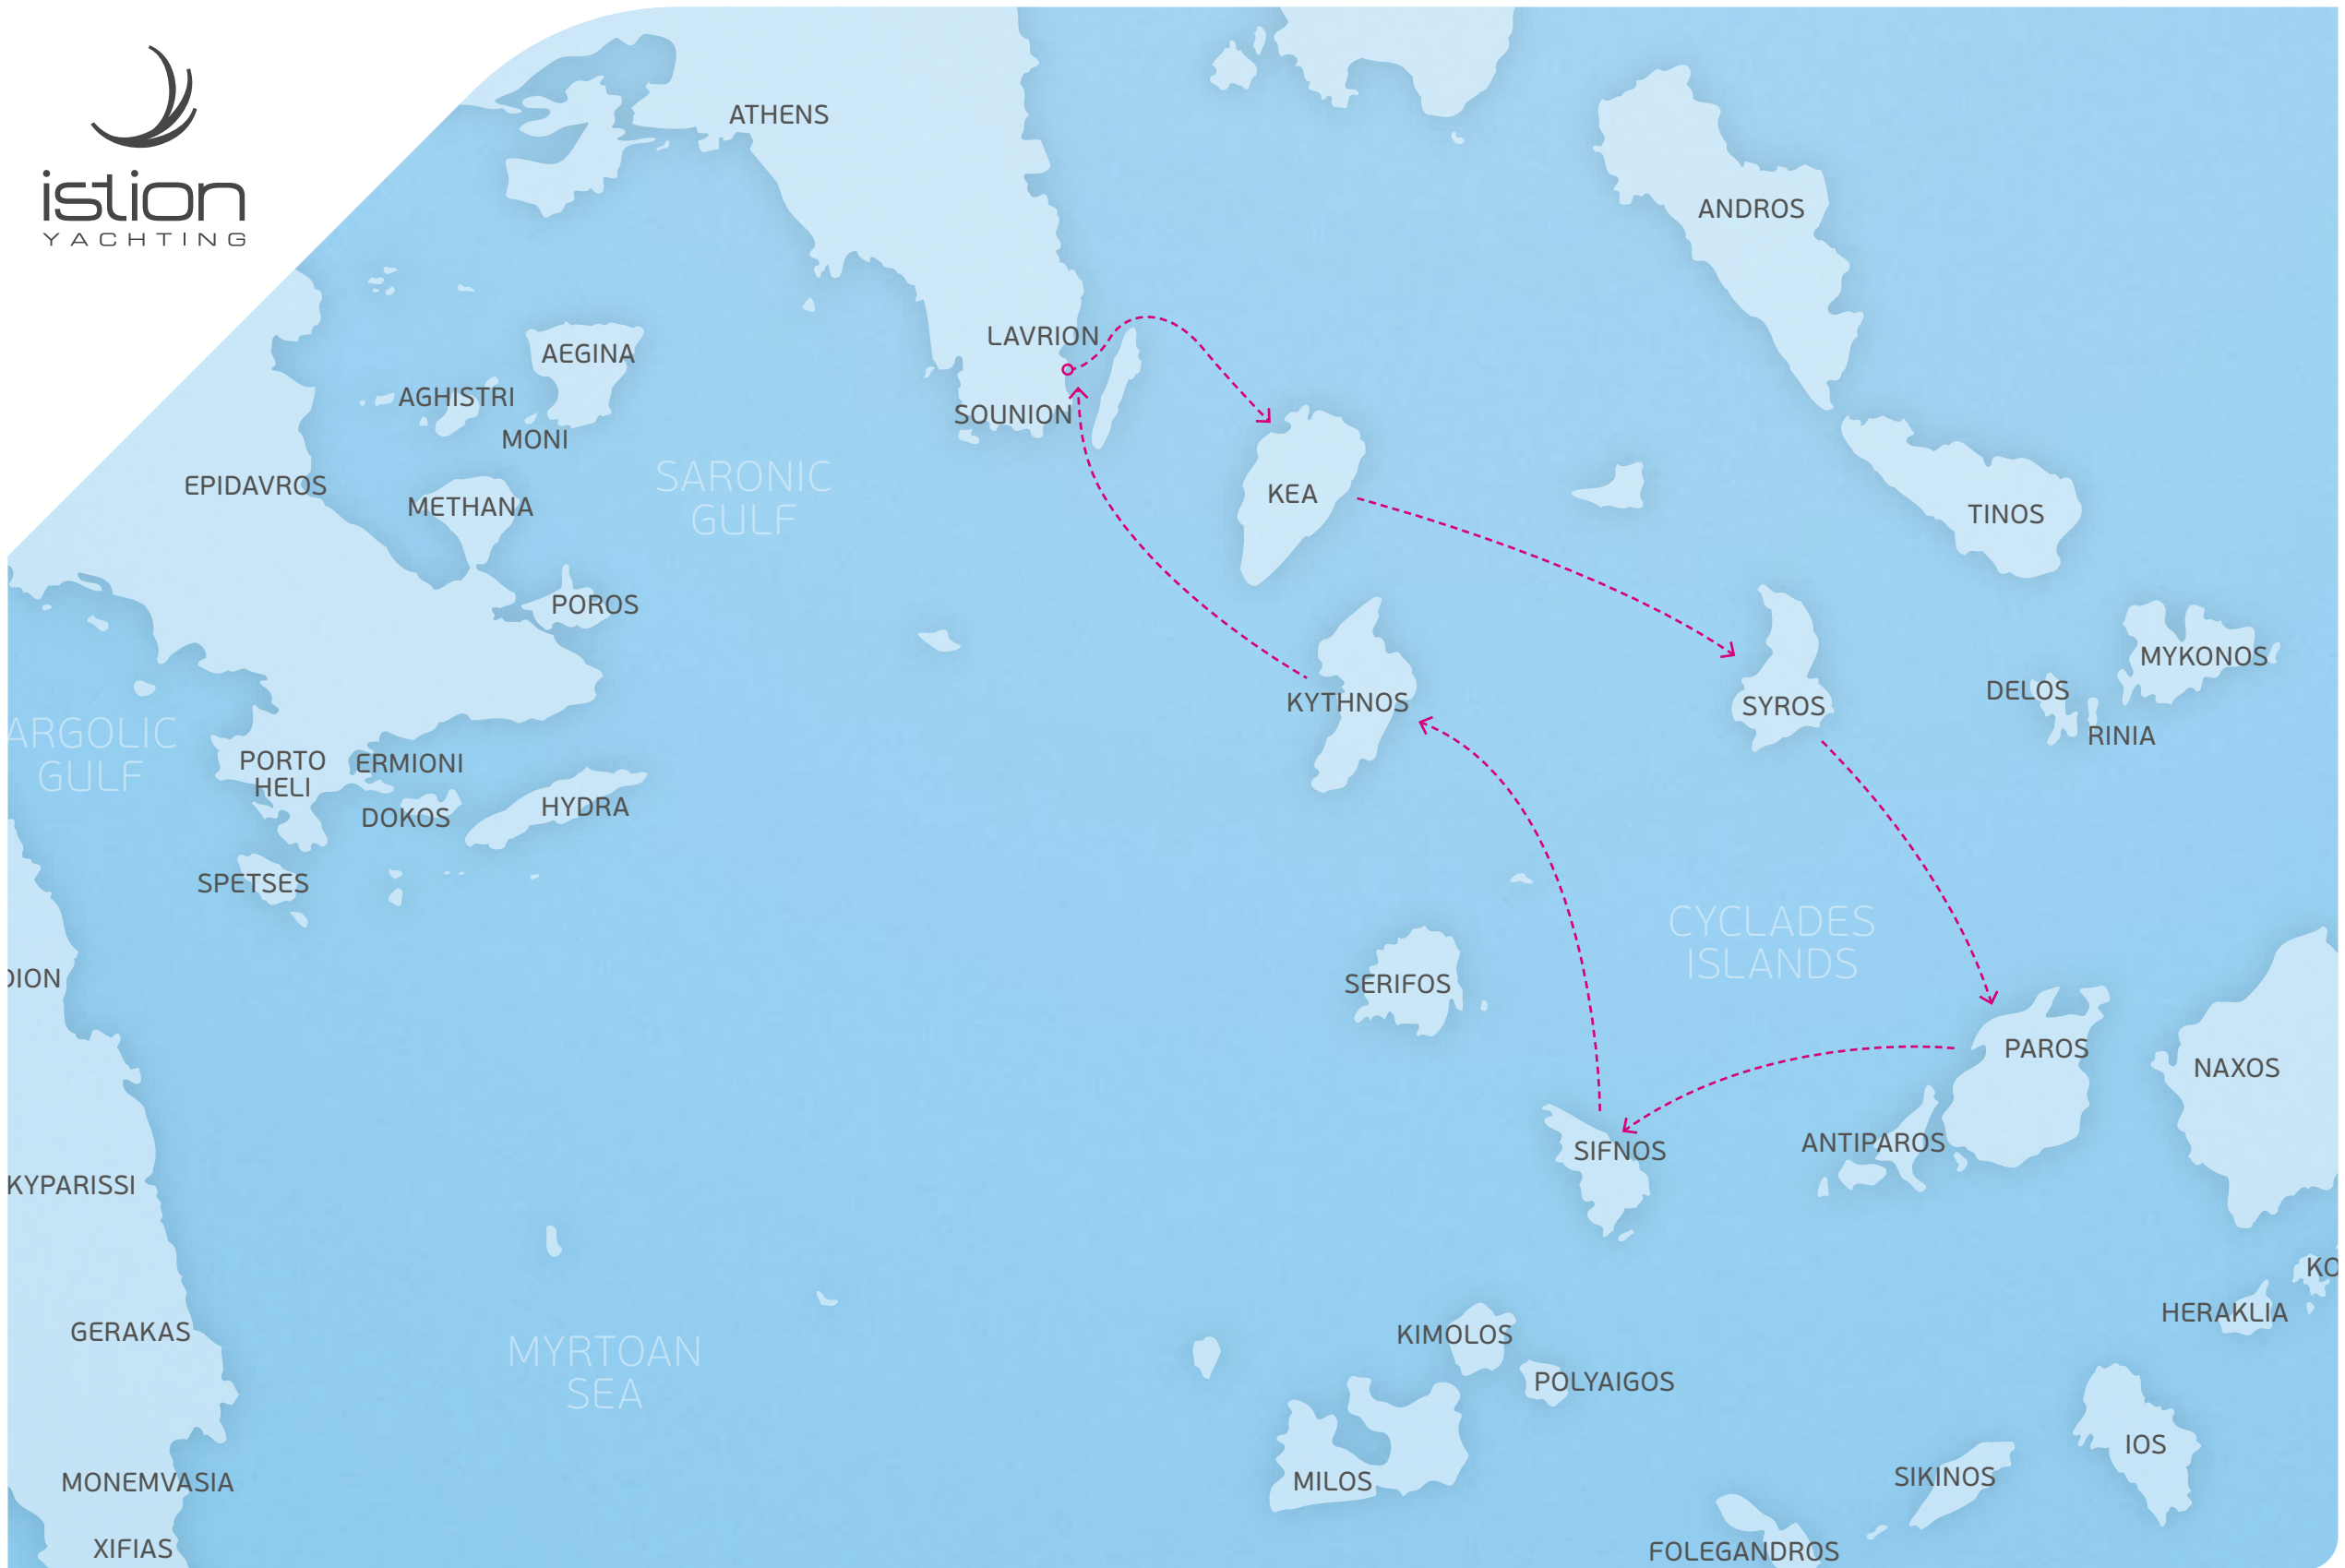 istion
YACHTING
ATHENS
ANDROS
LAVRION
AEGINA
AGHISTRI
SOUNION
MONI
SARONIC
GULF
EPIDAVROS
KEA
METHANA
TINOS
POROS
MYKONOS
DELOS
KYTHNOS
SYROS
ARGOLIC
GULF
RINIA
PORTO
HELI
ERMIONI
HYDRA
DOKOS
SPETSES
CYCLADES
ISLANDS
DION
SERIFOS
PAROS
NAXOS
ANTIPAROS
SIFNOS
KYPARISSI
KO
HERAKLIA
GERAKAS
KIMOLOS
MYRTOAN
SEA
POLYAIGOS
IOS
SIKINOS
MILOS
MONEMVASIA
XIFIAS
FOLEGANDROS